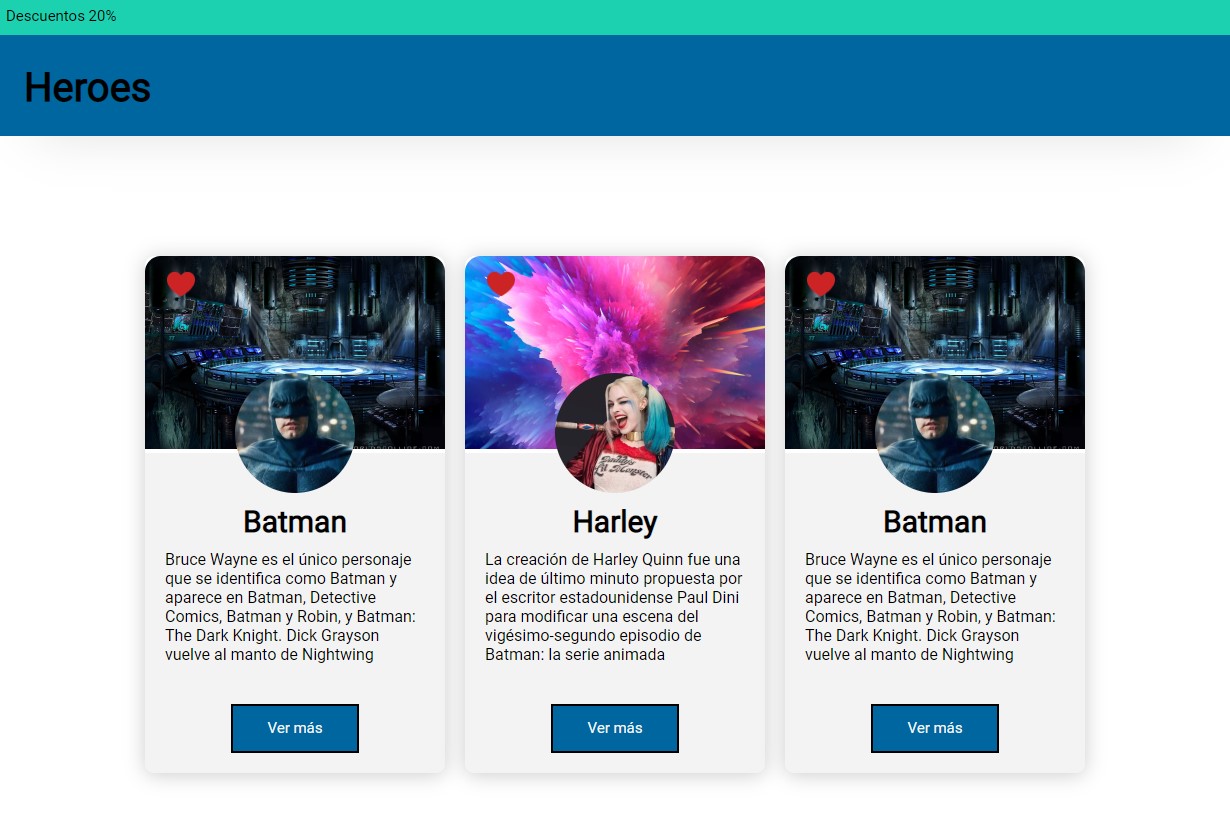 Descuentos 20%
Heroes
Batman
Bruce Wayne es el único personaje
que se identifica como Batman y
aparece en Batman, Detective
Comics, Batman y Robin, y Batman:
The Dark Knight. Dick Grayson
vuelve al manto de Nightwing
Ver más
Daddy's
Lil Monster
Harley
La creación de Harley Quinn fue una
idea de último minuto propuesta por
el escritor estadounidense Paul Dini
para modificar una escena del
vigésimo-segundo episodio de
Batman: la serie animada
Ver más
Batman
Bruce Wayne es el único personaje
que se identifica como Batman y
aparece en Batman, Detective
Comics, Batman y Robin, y Batman:
The Dark Knight. Dick Grayson
vuelve al manto de Nightwing
Ver más